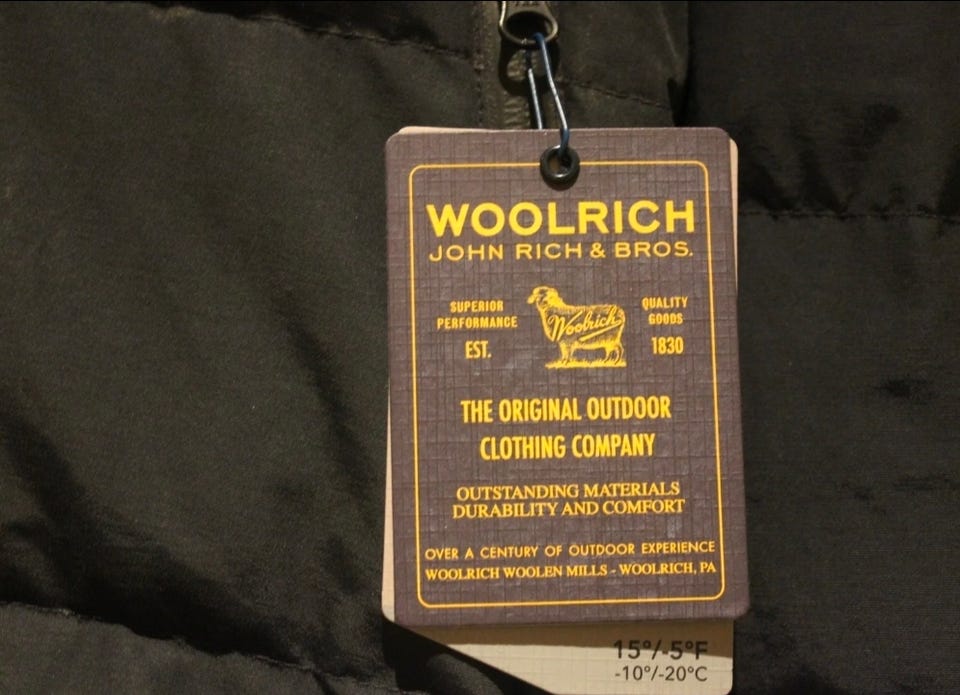 WOOLRICH
JOHN RICH & BROS.
SUPERIOR PERFORMANCE
Woolrich
QUALITY GOODS
EST.
1830
THE ORIGINAL OUTDOOR
CLOTHING COMPANY
OUTSTANDING MATERIALS
DURABILITY AND COMFORT
OVER A CENTURY OF OUTDOOR EXPERIENCE
WOOLRICH WOOLEN MILLS - WOOLRICH, PA
15°/-5°F
-10°/-20°C